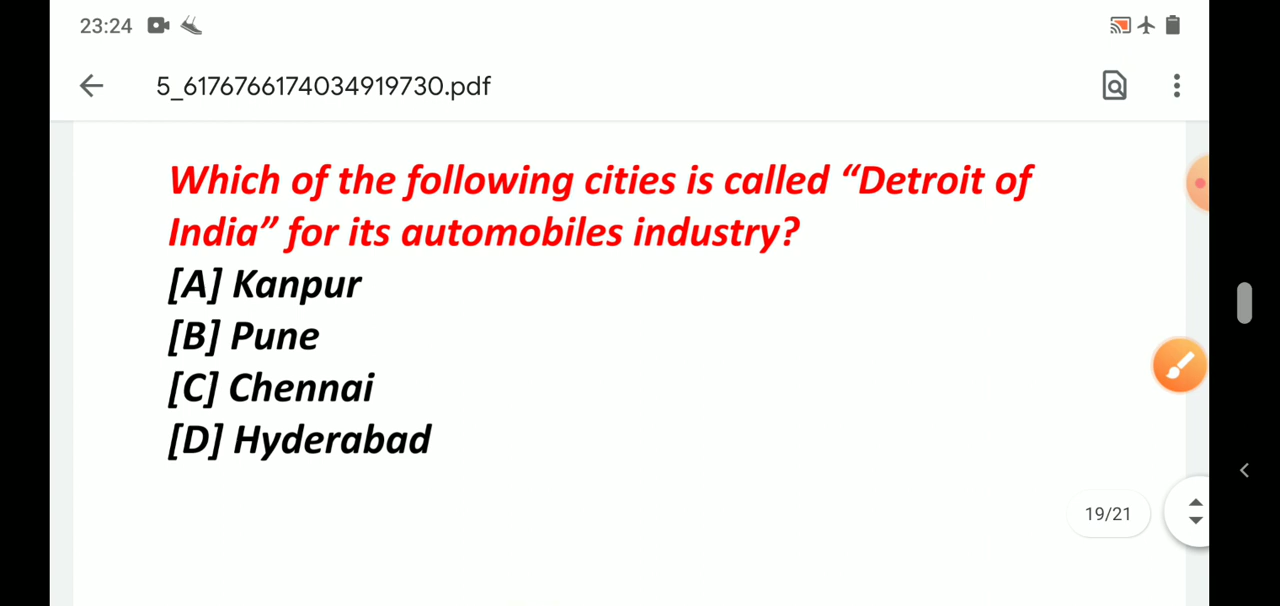 23:24
5_6176766174034919730.pdf
Which of the following cities is called “Detroit of
India” for its automobiles industry?
[A] Kanpur
[B] Pune
[C] Chennai
[D] Hyderabad
19/21